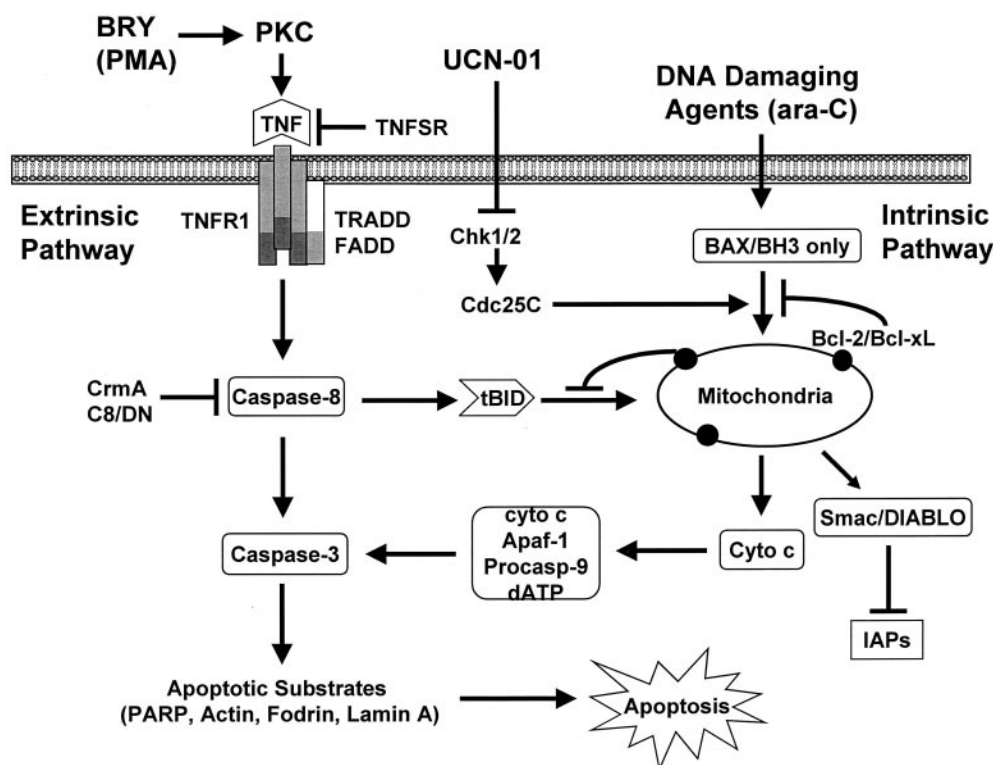 BRY
(PMA)
PKC
UCN-01
DNA Damaging
Agents (ara-C)
TNF
TNFSR
Extrinsic
Pathway
TNFR1
TRADD
FADD
Chk1/2
Intrinsic
Pathway
BAX/BH3 only
Cdc25C
Bcl-2/Bcl-xL
CrmA
C8/DN
Caspase-8
tBID
Mitochondria
Caspase-3
cyto c
Apaf-1
Procasp-9
dATP
Cyto c
Smac/DIABLO
IAPs
Apoptotic Substrates
(PARP, Actin, Fodrin, Lamin A)
Apoptosis